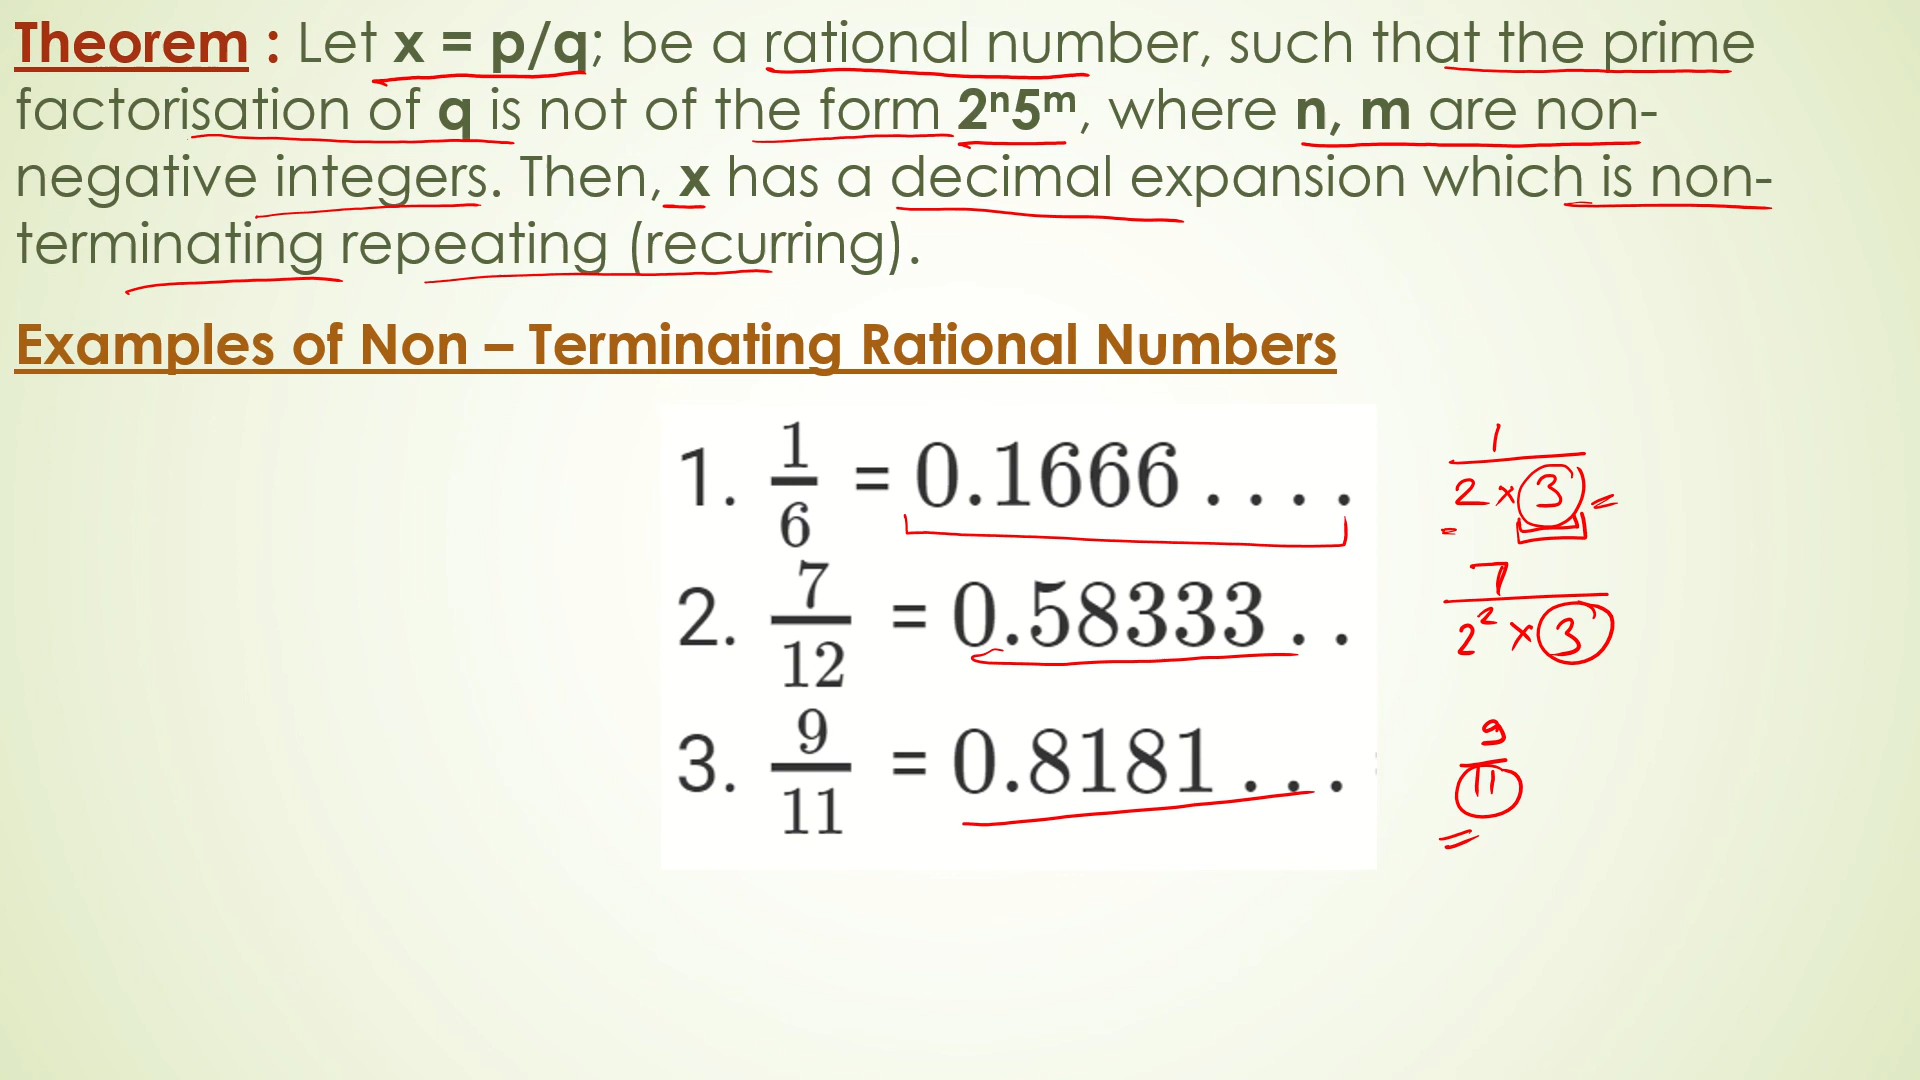 Theorem : Let x = p/q; be a rational number, such that the prime
factorisation of q is not of the form 2ⁿ5ᵐ, where n, m are non-
negative integers. Then, x has a decimal expansion which is non-
terminating repeating (recurring).
Examples of Non – Terminating Rational Numbers
1. 1/6 = 0.1666 . . . .
1/(2 × 3) =
2. 7/12 = 0.58333 . .
7/(2² × 3)
3. 9/11 = 0.8181 . . .
9/11
=